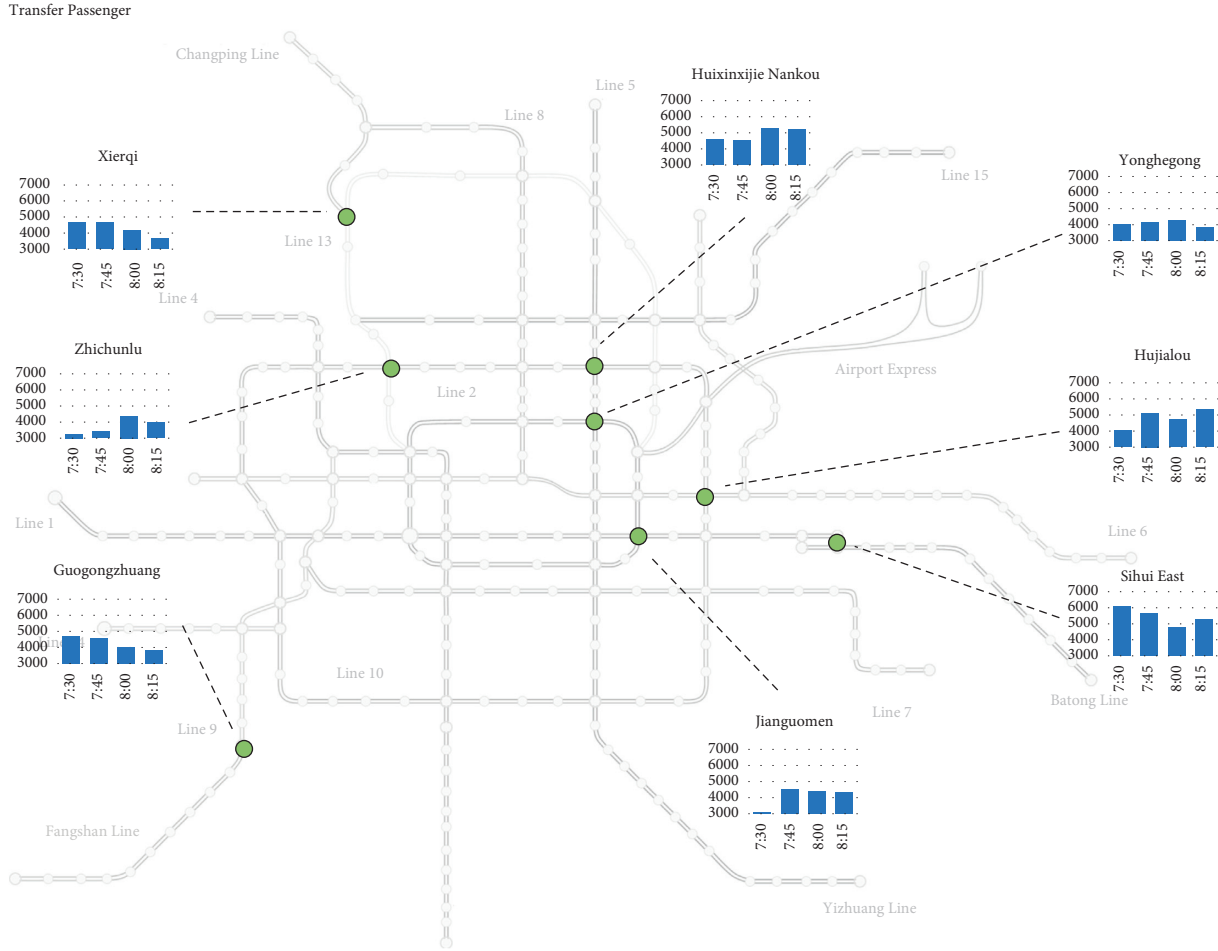 Transfer Passenger
Changping Line
Line 5
Line 8
Huixinxijie Nankou
7000
6000
5000
4000
3000
7:30
7:45
8:00
8:15
Xierqi
7000
6000
5000
4000
3000
7:30
7:45
8:00
8:15
Line 13
Line 15
Yonghegong
7000
6000
5000
4000
3000
7:30
7:45
8:00
8:15
Line 4
Zhichunlu
7000
6000
5000
4000
3000
7:30
7:45
8:00
8:15
Line 2
Airport Express
Hujialou
7000
6000
5000
4000
3000
7:30
7:45
8:00
8:15
Line 1
Line 6
Guogongzhuang
7000
6000
5000
4000
3000
7:30
7:45
8:00
8:15
Sihui East
7000
6000
5000
4000
3000
7:30
7:45
8:00
8:15
Line 10
Batong Line
Line 9
Line 7
Jianguomen
7000
6000
5000
4000
3000
7:30
7:45
8:00
8:15
Fangshan Line
Yizhuang Line